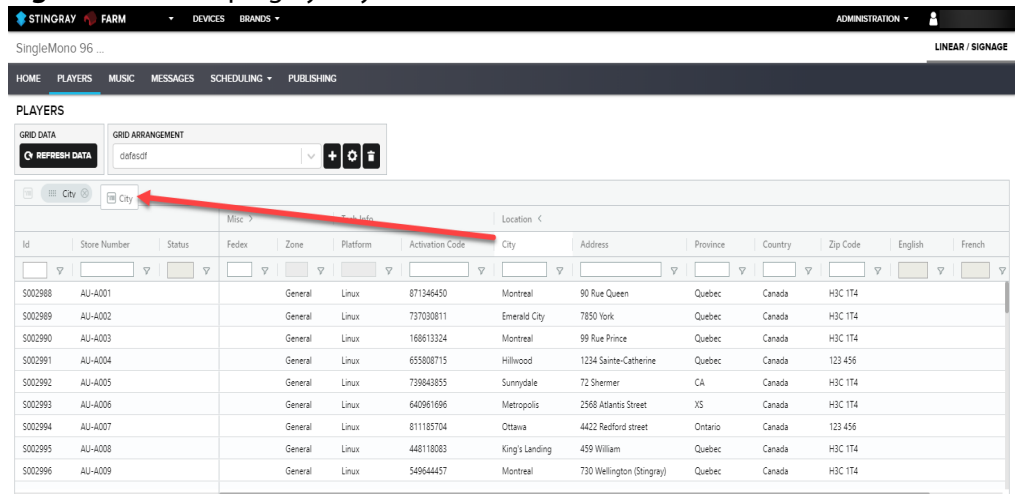 STINGRAY FARM DEVICES BRANDS ADMINISTRATION
SingleMono 96 ... LINEAR / SIGNAGE
HOME PLAYERS MUSIC MESSAGES SCHEDULING PUBLISHING
PLAYERS
GRID DATA GRID ARRANGEMENT
REFRESH DATA dafasdf
City City
Misc Location
Id Store Number Status Fedex Zone Platform Activation Code City Address Province Country Zip Code English French
S002988 AU-A001 General Linux 871346450 Montreal 90 Rue Queen Quebec Canada H3C 1T4
S002989 AU-A002 General Linux 737030811 Emerald City 7850 York Quebec Canada H3C 1T4
S002990 AU-A003 General Linux 168613324 Montreal 99 Rue Prince Quebec Canada H3C 1T4
S002991 AU-A004 General Linux 655808715 Hillwood 1234 Sainte-Catherine Quebec Canada 123 456
S002992 AU-A005 General Linux 739843855 Sunnydale 72 Shermer CA Canada H3C 1T4
S002993 AU-A006 General Linux 640961696 Metropolis 2568 Atlantis Street XS Canada H3C 1T4
S002994 AU-A007 General Linux 811185704 Ottawa 4422 Redford street Ontario Canada 123 456
S002995 AU-A008 General Linux 448118083 King's Landing 459 William Quebec Canada H3C 1T4
S002996 AU-A009 General Linux 549644457 Montreal 730 Wellington (Stingray) Quebec Canada H3C 1T4